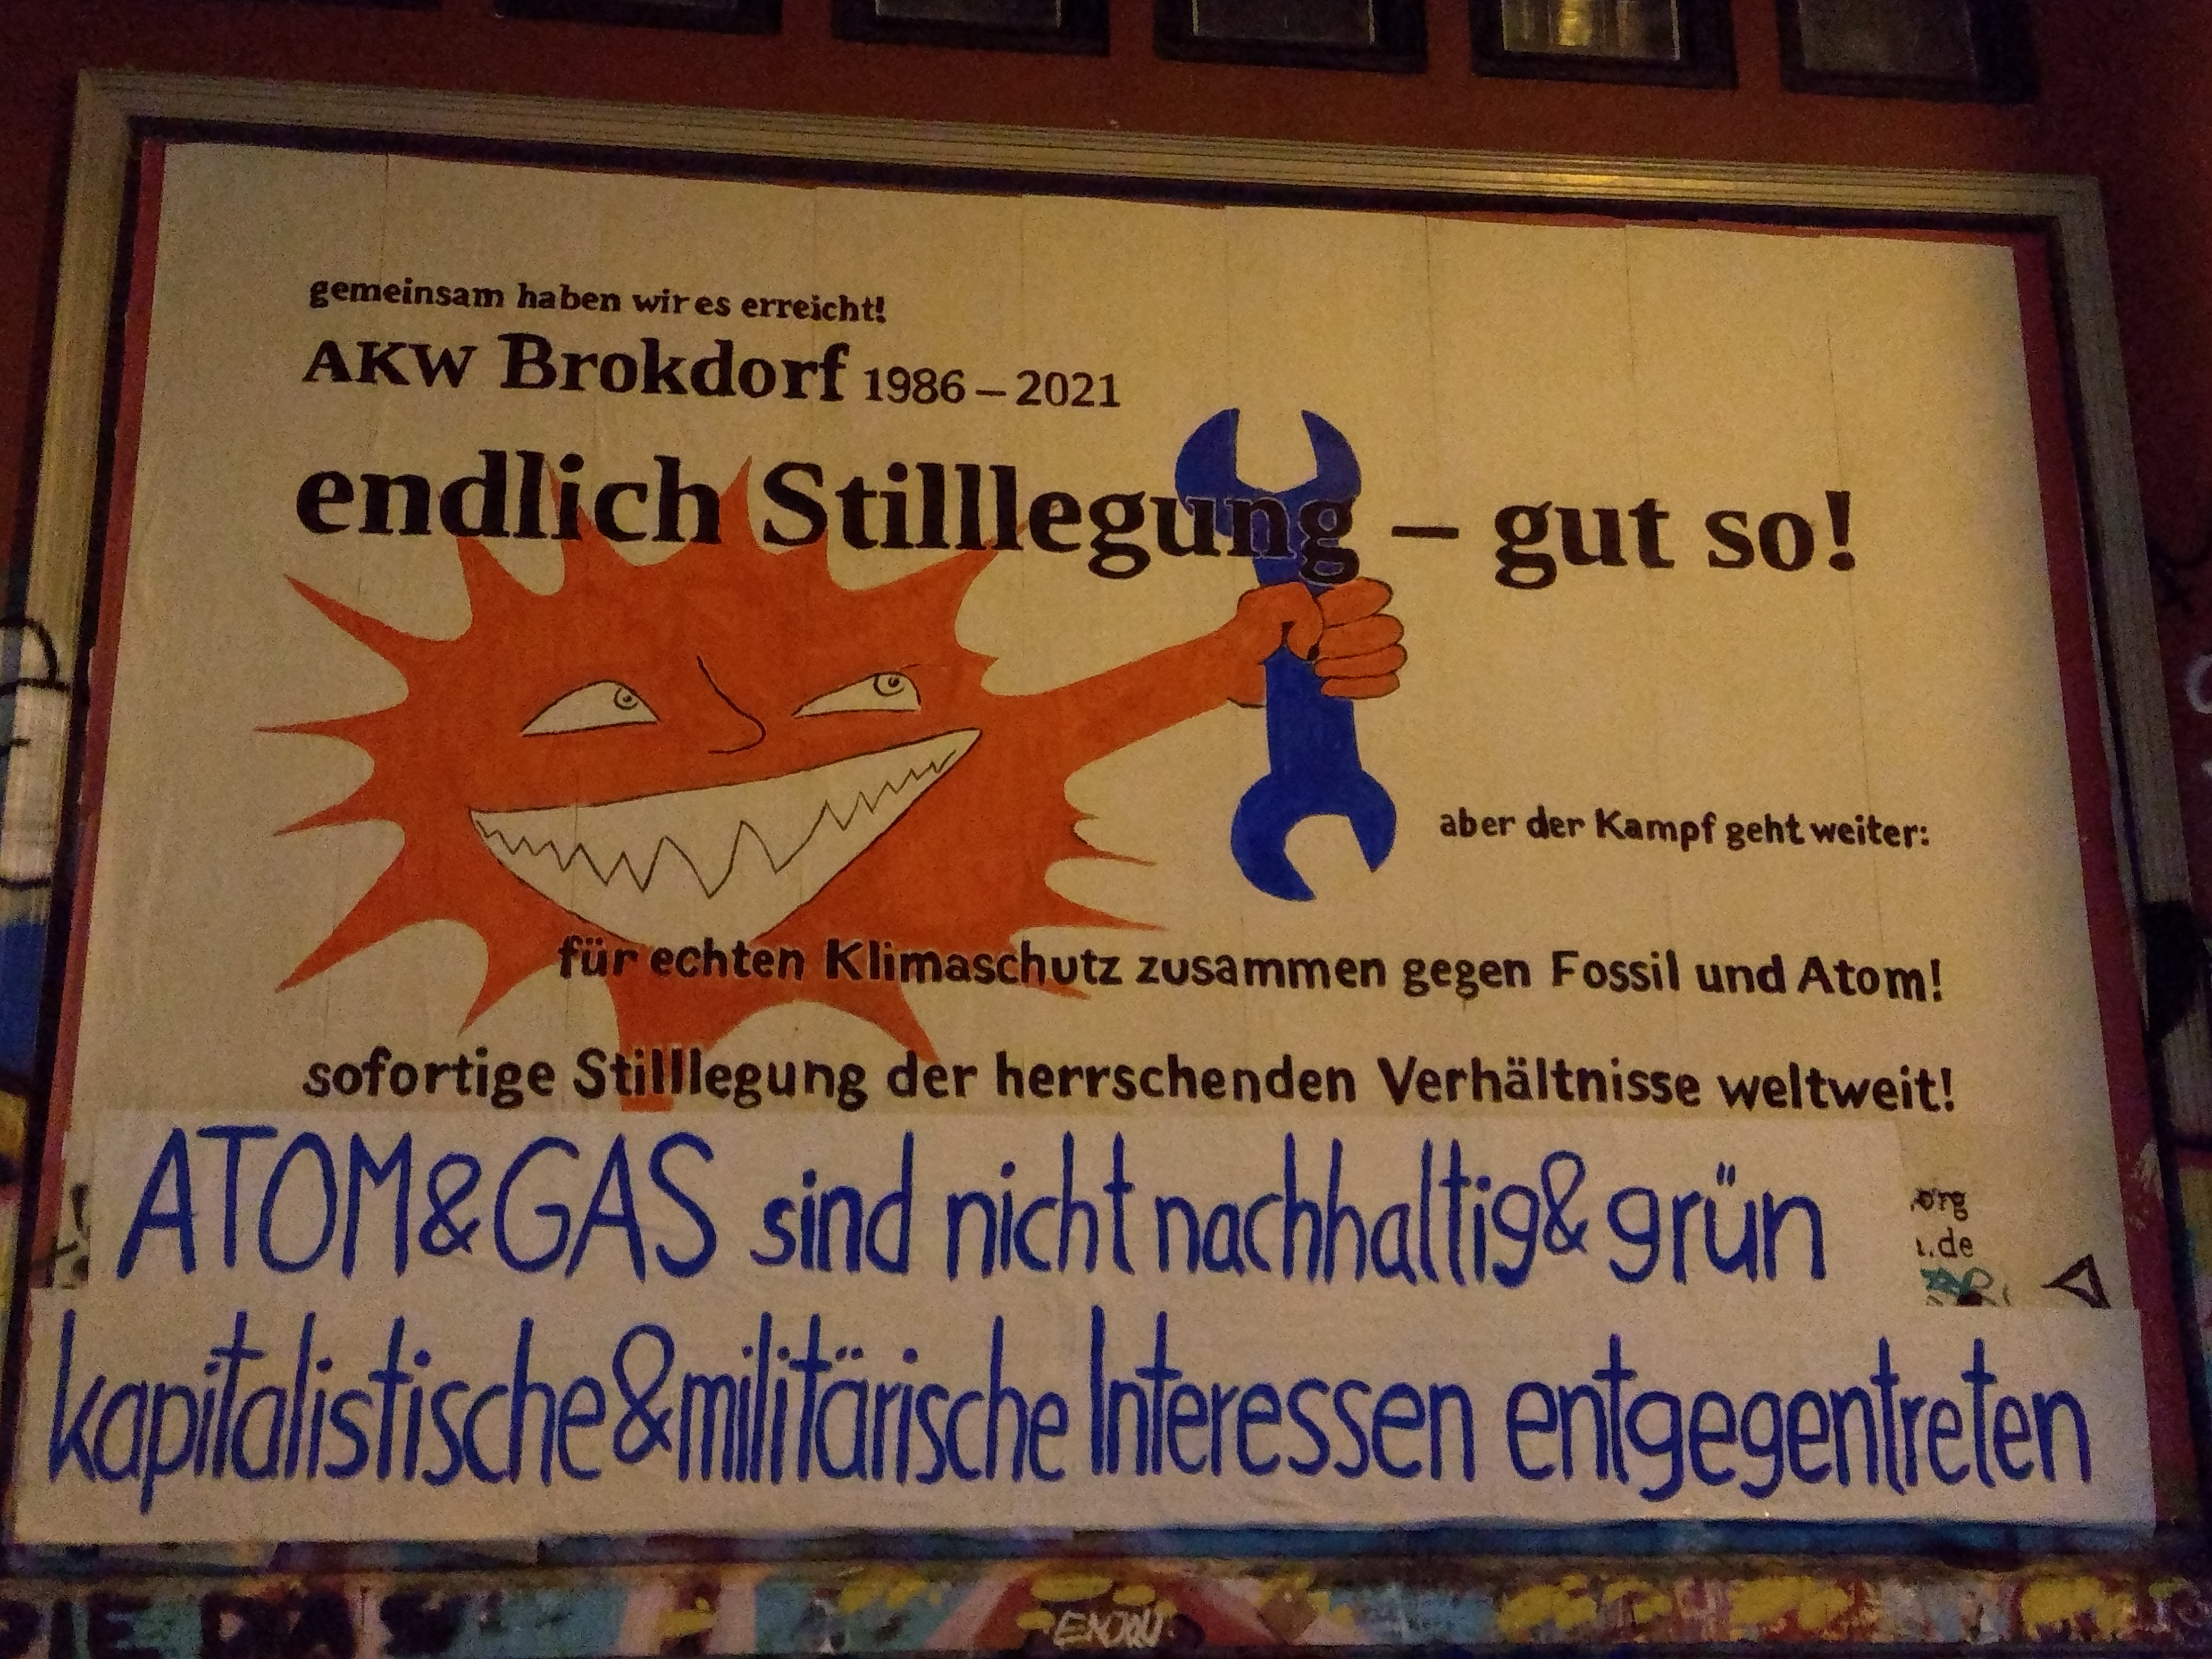 gemeinsam haben wir es erreicht!
AKW Brokdorf 1986 – 2021
endlich Stilllegung – gut so!
aber der Kampf geht weiter:
für echten Klimaschutz zusammen gegen Fossil und Atom!
sofortige Stilllegung der herrschenden Verhältnisse weltweit!
ATOM & GAS sind nicht nachhaltig & grün
.org
.de
kapitalistische & militärische Interessen entgegentreten